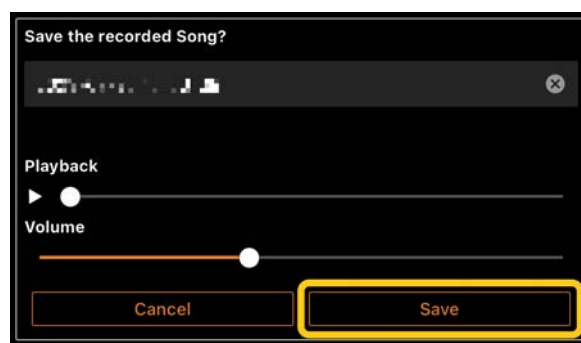 Save the recorded Song?
Playback
Volume
Cancel
Save